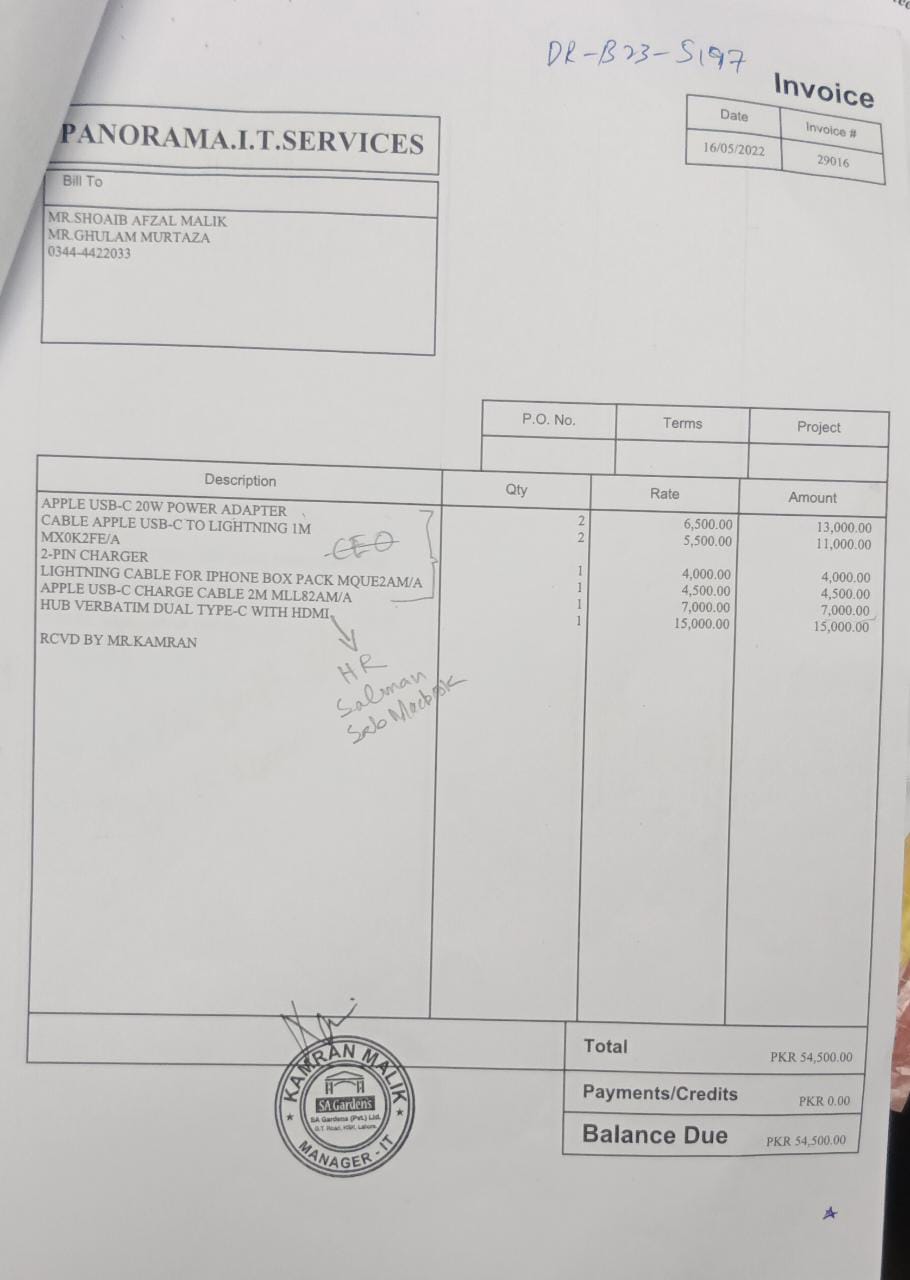 DR-B23-5197
Invoice
Date Invoice #
16/05/2022 29016
PANORAMA.I.T.SERVICES
Bill To
MR.SHOAIB AFZAL MALIK
MR.GHULAM MURTAZA
0344-4422033
P.O. No. Terms Project
Description Qty Rate Amount
APPLE USB-C 20W POWER ADAPTER 2 6,500.00 13,000.00
CABLE APPLE USB-C TO LIGHTNING 1M 2 5,500.00 11,000.00
MX0K2FE/A
CEO
2-PIN CHARGER 1 4,000.00 4,000.00
LIGHTNING CABLE FOR IPHONE BOX PACK MQUE2AM/A 1 4,500.00 4,500.00
APPLE USB-C CHARGE CABLE 2M MLL82AM/A 1 7,000.00 7,000.00
HUB VERBATIM DUAL TYPE-C WITH HDMI 1 15,000.00 15,000.00
RCVD BY MR.KAMRAN
HR
Salman
Sab Macbook
Total PKR 54,500.00
Payments/Credits PKR 0.00
Balance Due PKR 54,500.00
KAMRAN MALIK
SA Gardens
SA Gardens (Pvt.) Ltd.
G.T. Road, KSK, Lahore.
MANAGER - IT